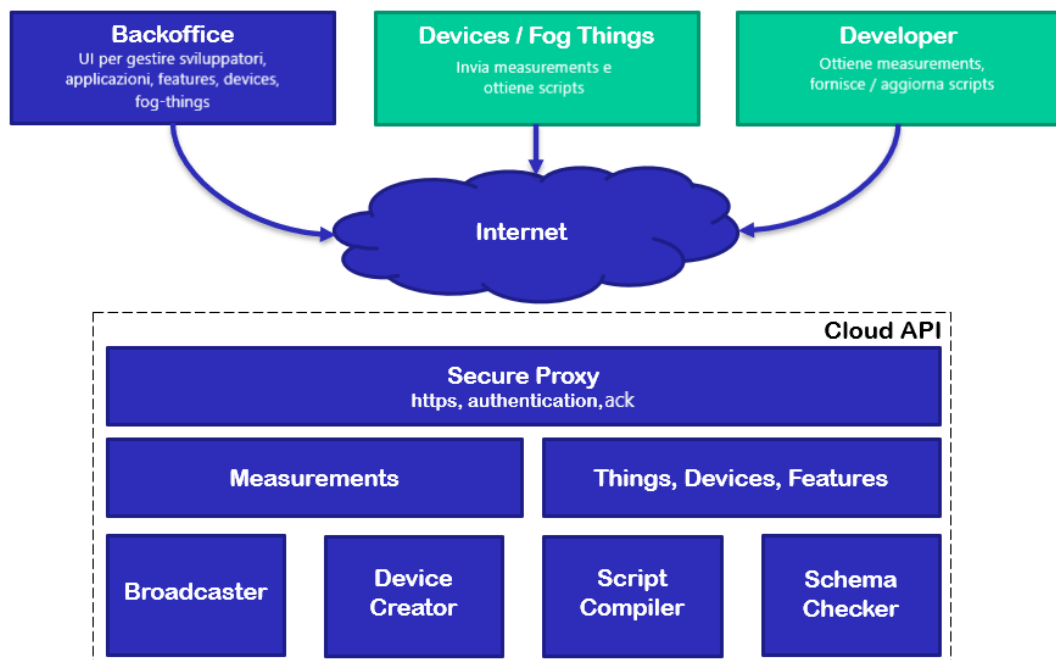 Backoffice
UI per gestire sviluppatori,
applicazioni, features, devices,
fog-things
Devices / Fog Things
Invia measurements e
ottiene scripts
Developer
Ottiene measurements,
fornisce / aggiorna scripts
Internet
Cloud API
Secure Proxy
https, authentication,ack
Measurements
Things, Devices, Features
Broadcaster
Device
Creator
Script
Compiler
Schema
Checker